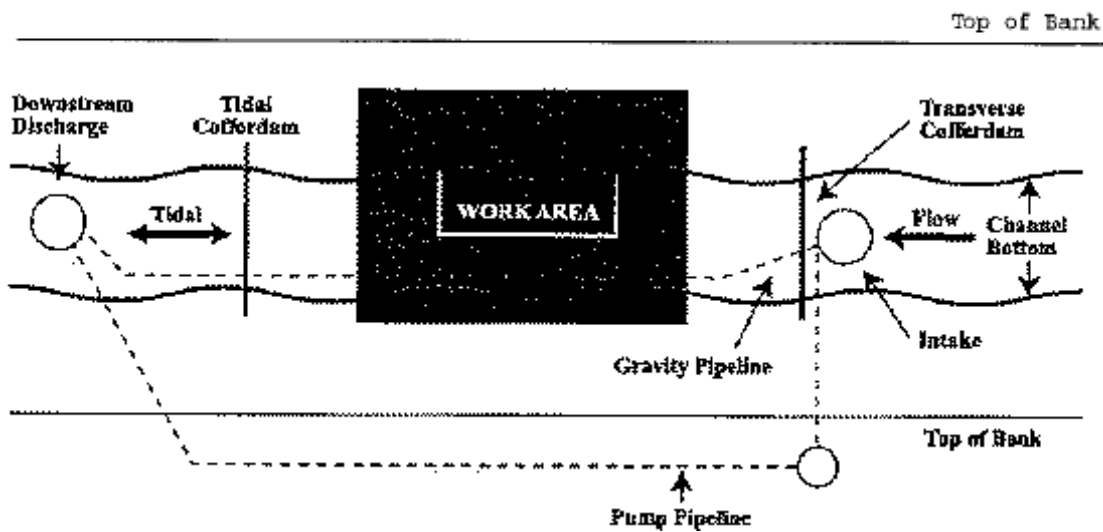 Top of Bank
Downstream
Discharge
Tidal
Cofferdam
Transverse
Cofferdam
Tidal
WORK AREA
Flow
Channel
Bottom
Gravity Pipeline
Intake
Top of Bank
Pump Pipeline